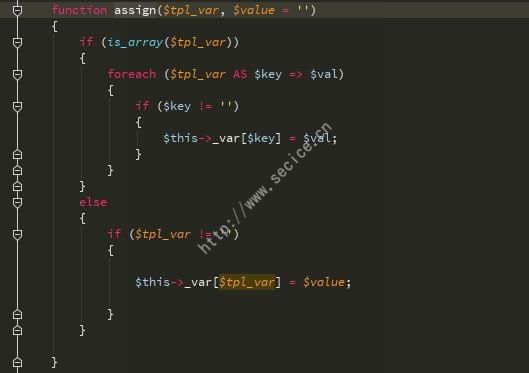 function assign($tpl_var, $value = '')
{
if (is_array($tpl_var))
{
foreach ($tpl_var AS $key => $val)
{
if ($key != '')
{
$this->_var[$key] = $val;
}
}
}
else
{
if ($tpl_var != '')
{
$this->_var[$tpl_var] = $value;
}
}
}
http://www.secice.cn